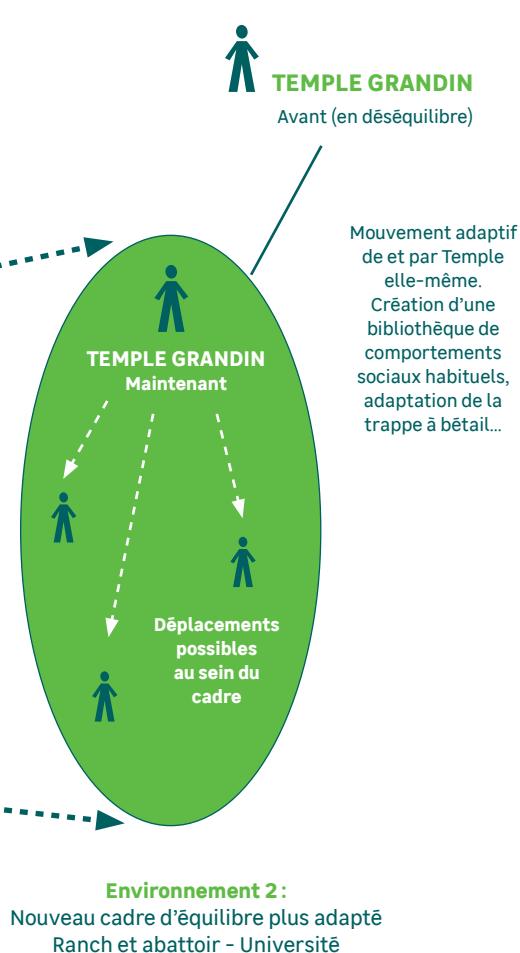 TEMPLE GRANDIN
Avant (en déséquilibre)
Mouvement adaptif
de et par Temple
elle-même.
Création d'une
bibliothèque de
comportements
sociaux habituels,
adaptation de la
trappe à bétail...
TEMPLE GRANDIN
Maintenant
Déplacements
possibles
au sein du
cadre
Environnement 2 :
Nouveau cadre d'équilibre plus adapté
Ranch et abattoir - Université